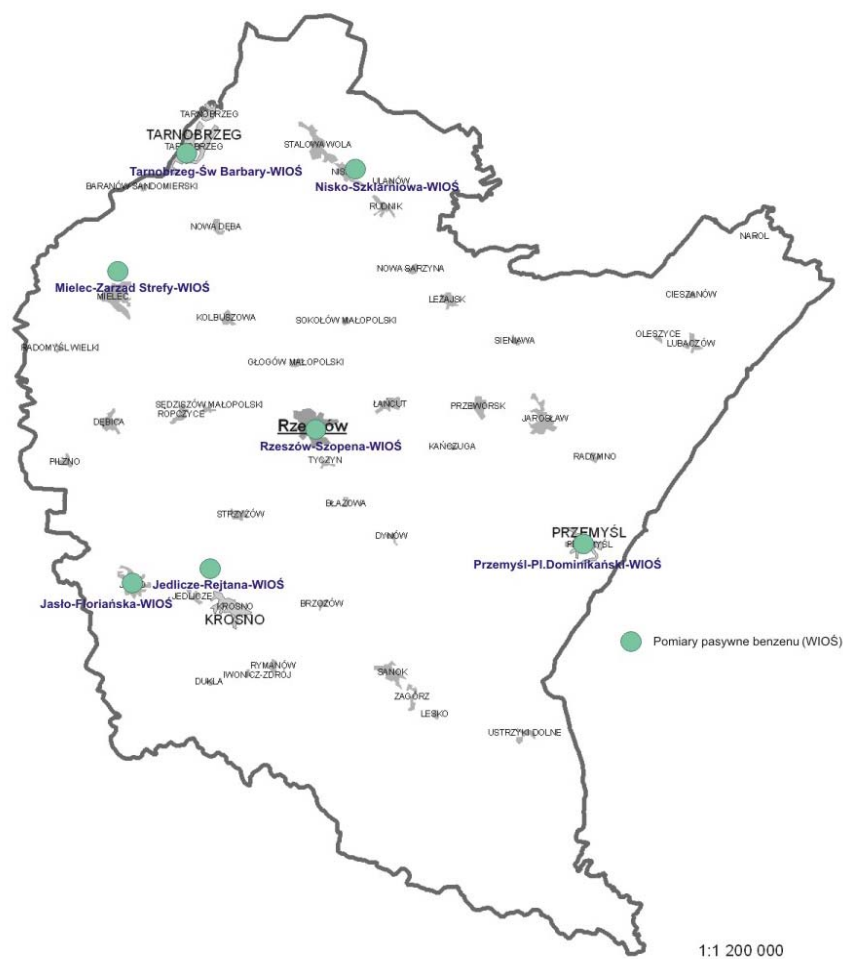 TARNOBRZEG
TARNOBRZEG
TARNOBRZEG
STALOWA WOLA
Tarnobrzeg-Św Barbary-WIOŚ
ULANÓW
BARANÓW SANDOMIERSKI
Nisko-Szklarniowa-WIOŚ
RUDNIK
NOWA DĘBA
NAROL
NOWA SARZYNA
Mielec-Zarząd Strefy-WIOŚ
MIELEC
LEŻAJSK
CIESZANÓW
KOLBUSZOWA
SOKOŁÓW MAŁOPOLSKI
OLESZYCE
SIENIAWA
LUBACZÓW
RADOMYŚL WIELKI
GŁOGÓW MAŁOPOLSKI
SĘDZISZÓW MAŁOPOLSKI
ŁAŃCUT
PRZEWORSK
ROPCZYCE
DĘBICA
JAROSŁAW
Rzeszów
Rzeszów-Szopena-WIOŚ
KAŃCZUGA
PILZNO
TYCZYN
RADYMNO
BŁAŻOWA
STRZYŻÓW
DYNÓW
PRZEMYŚL
PRZEMYŚL
Przemyśl-Pl.Dominikański-WIOŚ
Jedlicze-Rejtana-WIOŚ
JEDLICZE
Jasło-Floriańska-WIOŚ
KROSNO
BRZOZÓW
KROSNO
Pomiary pasywne benzenu (WIOŚ)
RYMANÓW
IWONICZ-ZDRÓJ
SANOK
DUKLA
ZAGÓRZ
LESKO
USTRZYKI DOLNE
1:1 200 000